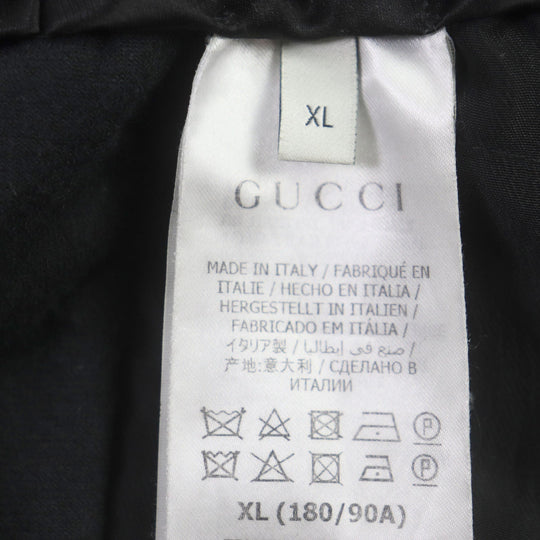 XL
GUCCI
MADE IN ITALY / FABRIQUÉ EN
ITALIE / HECHO EN ITALIA /
HERGESTELLT IN ITALIEN /
FABRICADO EM ITÁLIA /
イタリア製 / صنع في إيطاليا /
产地:意大利 / СДЕЛАНО В
ИТАЛИИ
P
P
XL (180/90A)